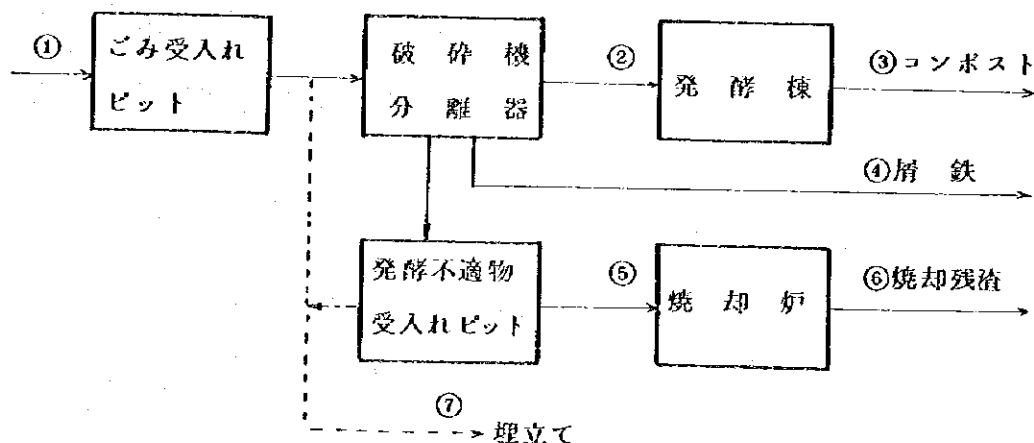 ①
ごみ受入れ
ピット
破砕機
分離器
②
発酵棟
③コンポスト
④屑鉄
発酵不適物
受入れピット
⑤
焼却炉
⑥焼却残渣
⑦
埋立て